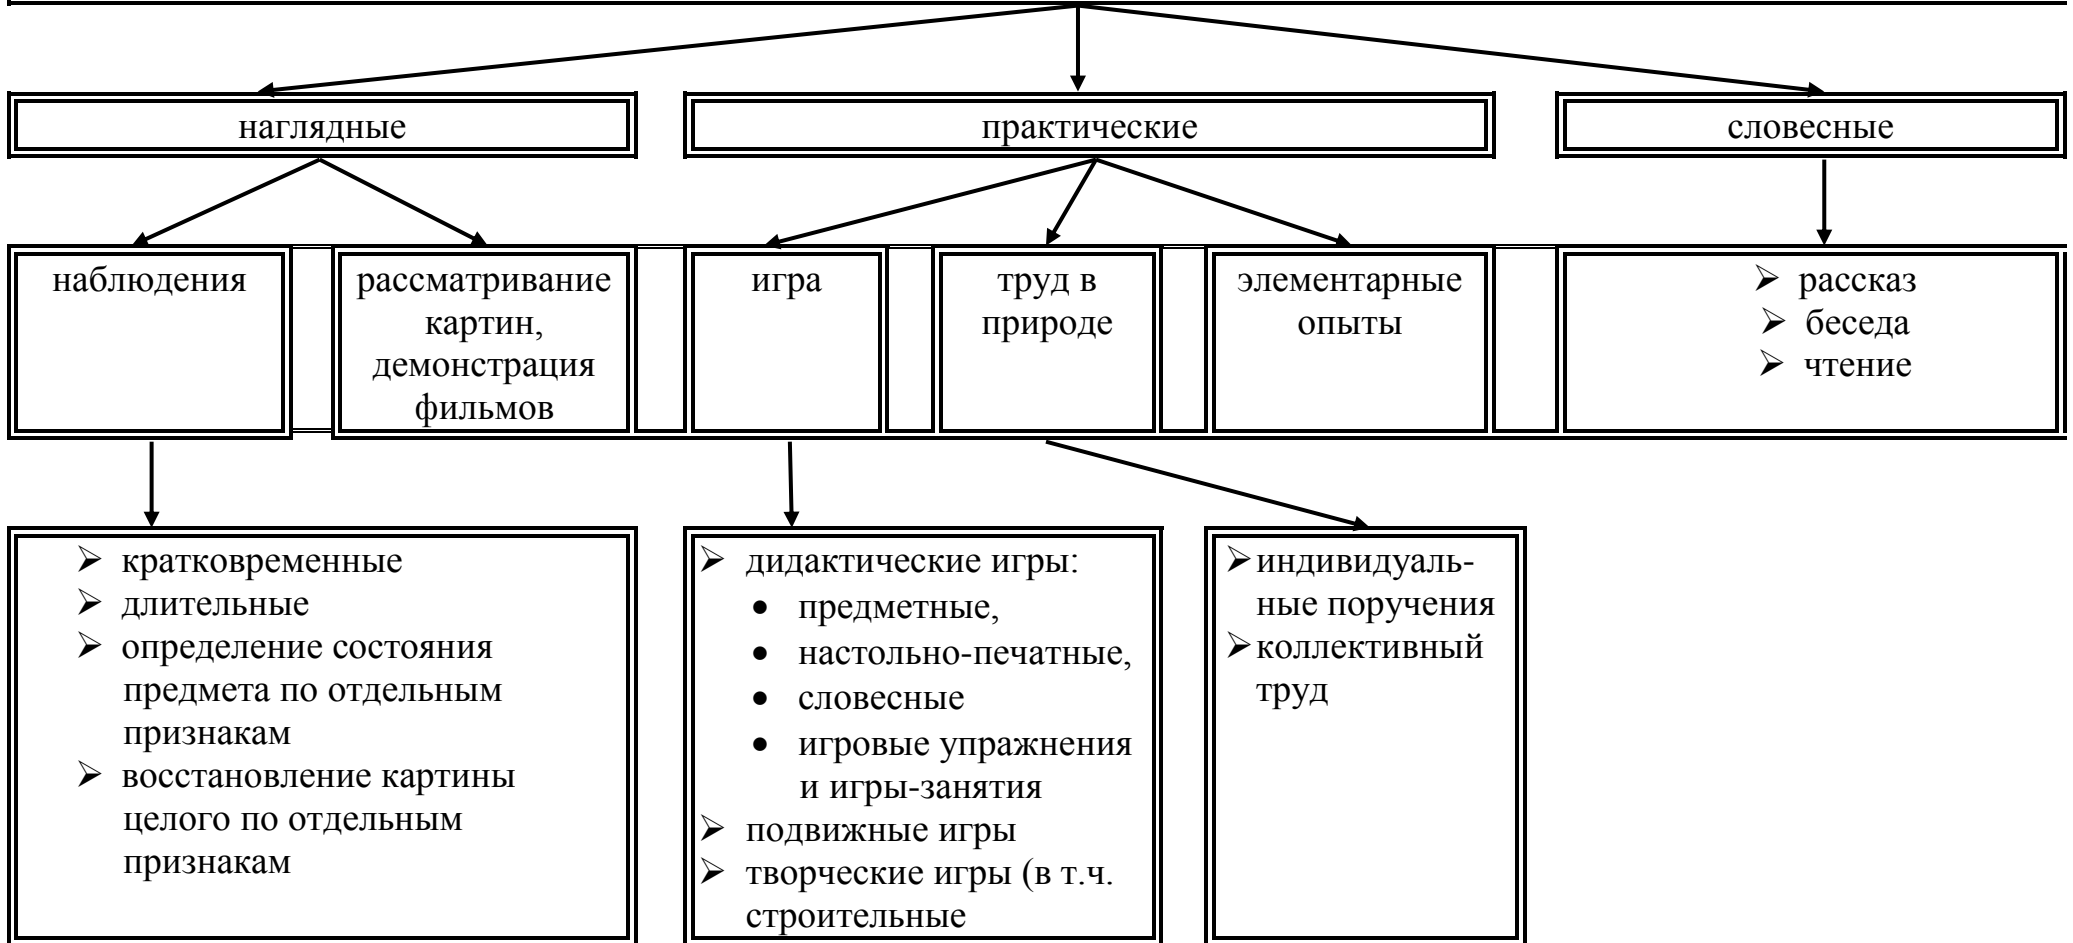 наглядные
практические
словесные
наблюдения
рассматривание
картин,
демонстрация
фильмов
игра
труд в
природе
элементарные
опыты
➢ рассказ
➢ беседа
➢ чтение
➢ кратковременные
➢ длительные
➢ определение состояния
предмета по отдельным
признакам
➢ восстановление картины
целого по отдельным
признакам
➢ дидактические игры:
• предметные,
• настольно-печатные,
• словесные
• игровые упражнения
и игры-занятия
➢ подвижные игры
➢ творческие игры (в т.ч.
строительные
➢ индивидуаль-
ные поручения
➢ коллективный
труд